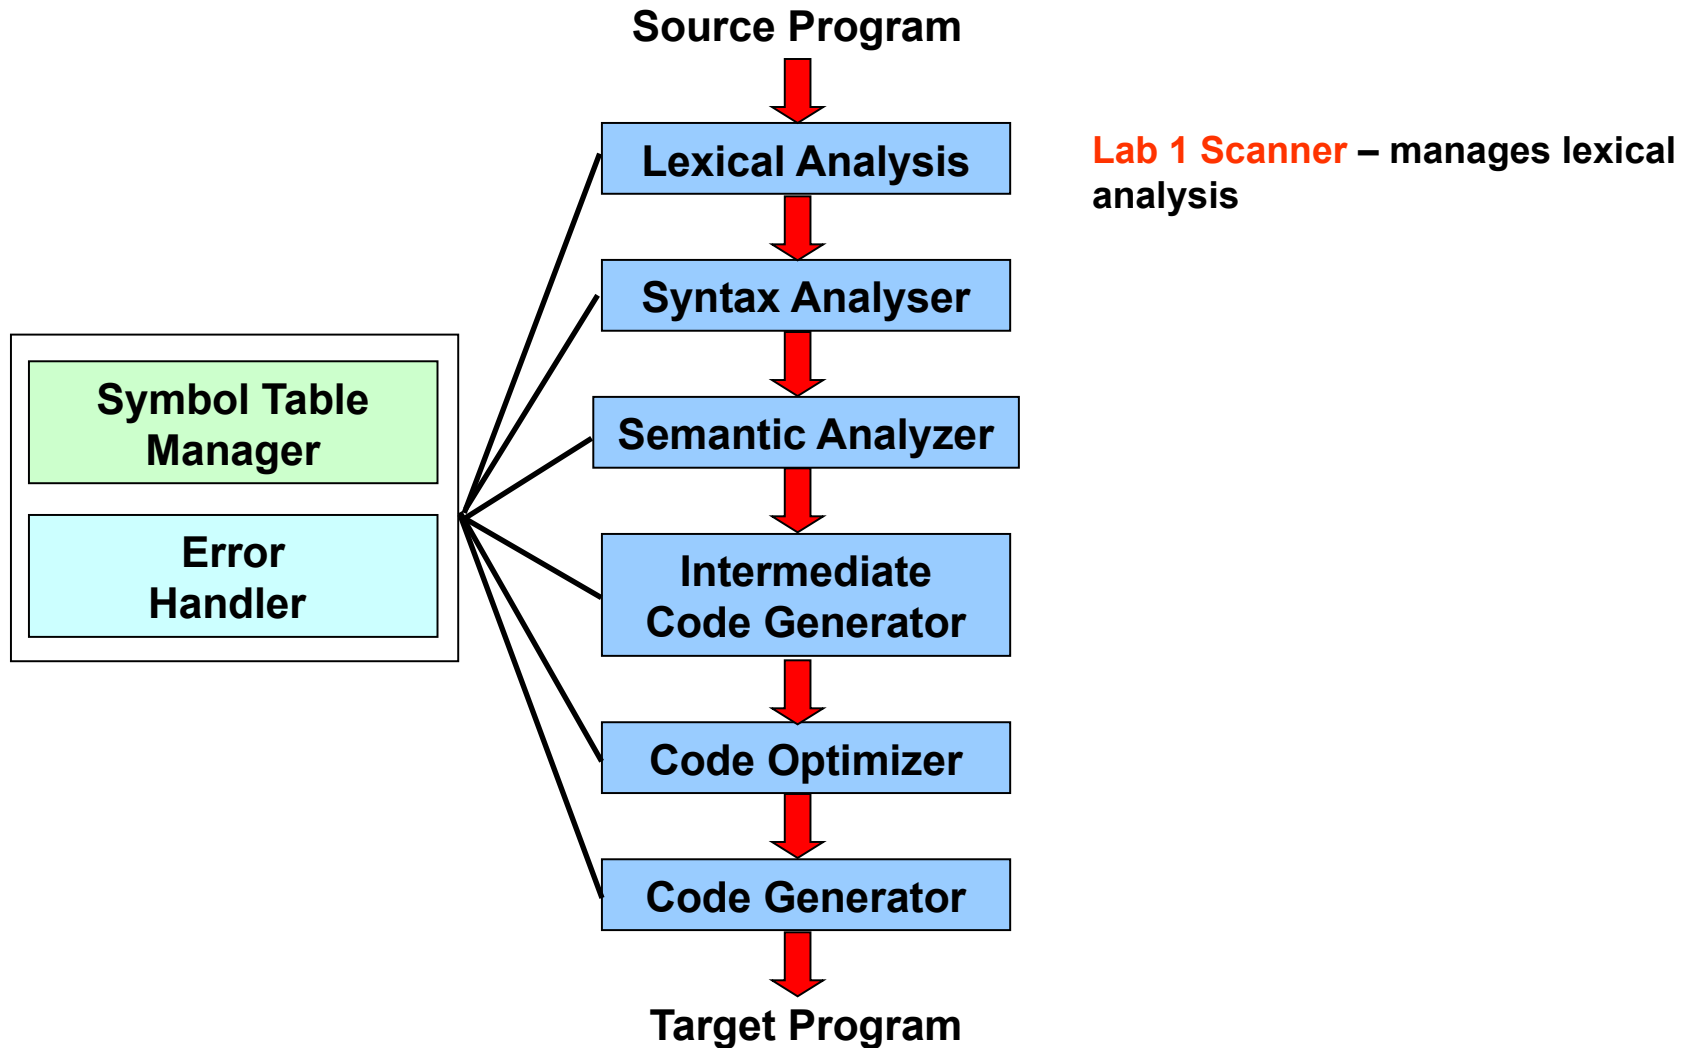 Source Program
Lexical Analysis
Lab 1 Scanner – manages lexical
analysis
Syntax Analyser
Symbol Table
Manager
Semantic Analyzer
Error
Handler
Intermediate
Code Generator
Code Optimizer
Code Generator
Target Program